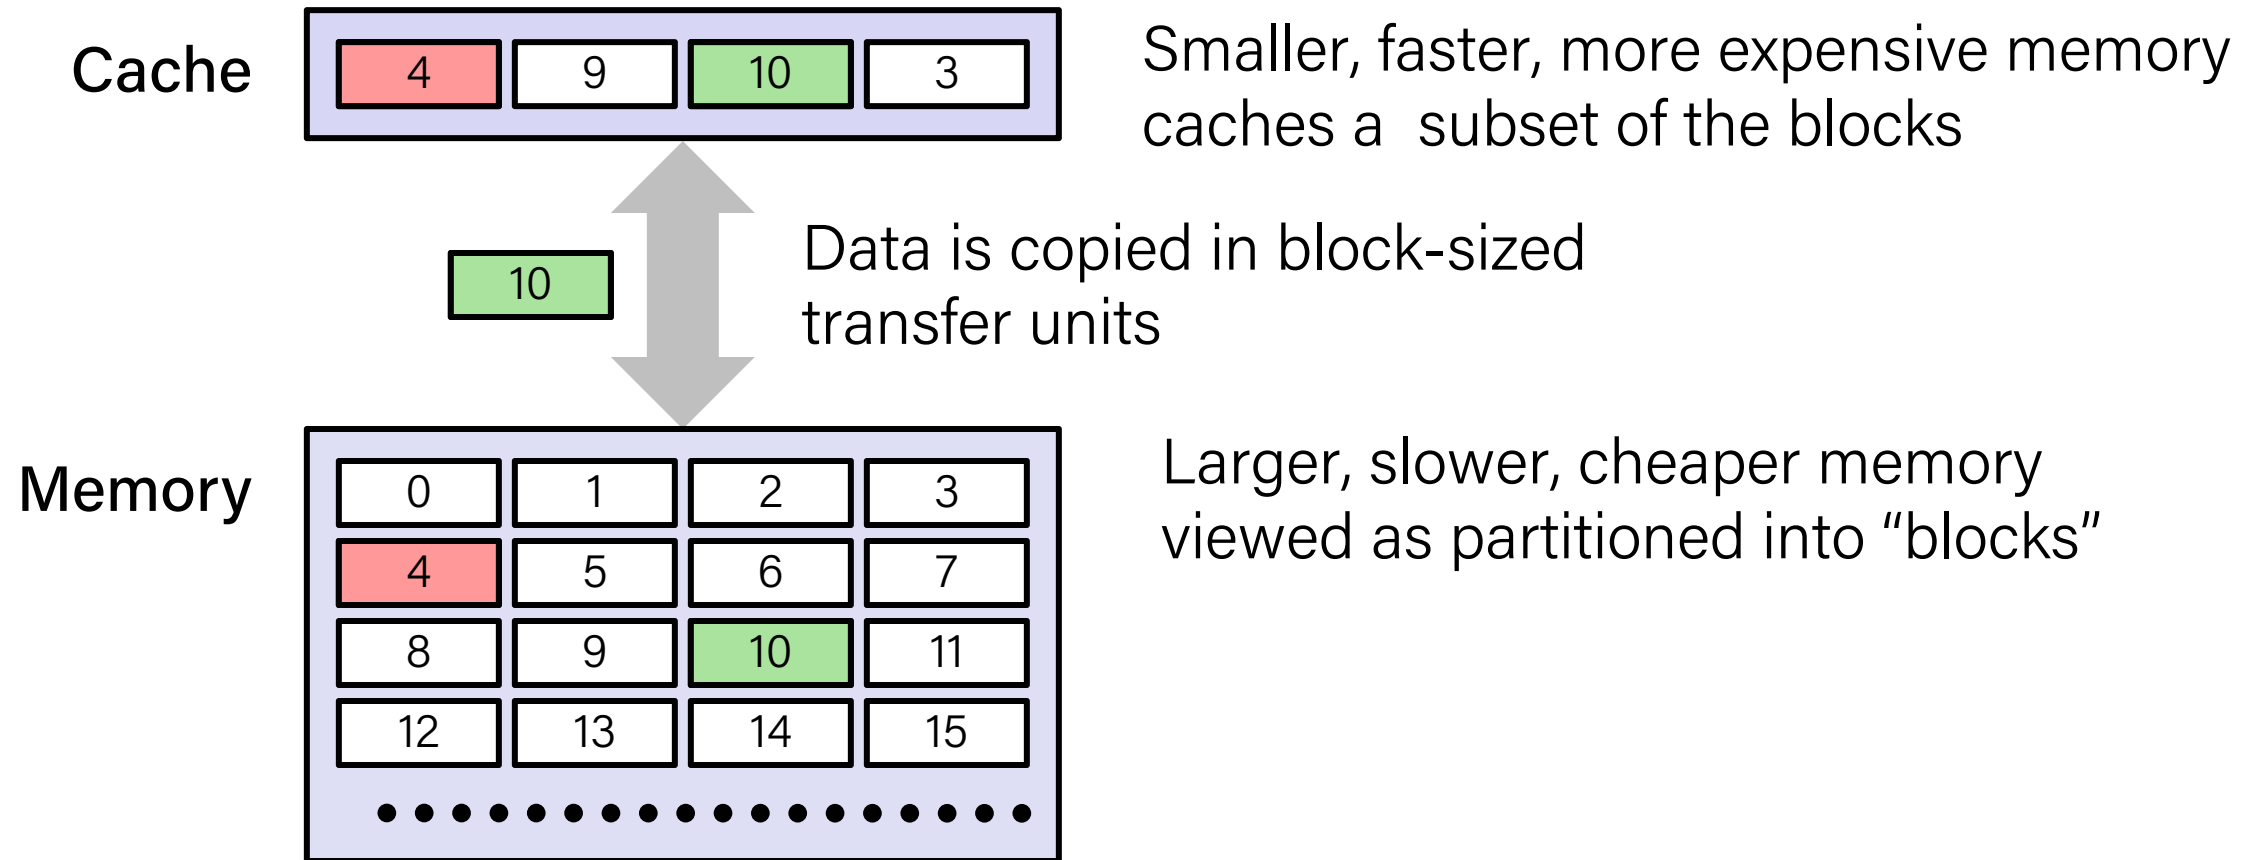 Cache
4 9 10 3
Smaller, faster, more expensive memory
caches a  subset of the blocks
10
Data is copied in block-sized
transfer units
Memory
0 1 2 3
4 5 6 7
8 9 10 11
12 13 14 15
Larger, slower, cheaper memory
viewed as partitioned into “blocks”